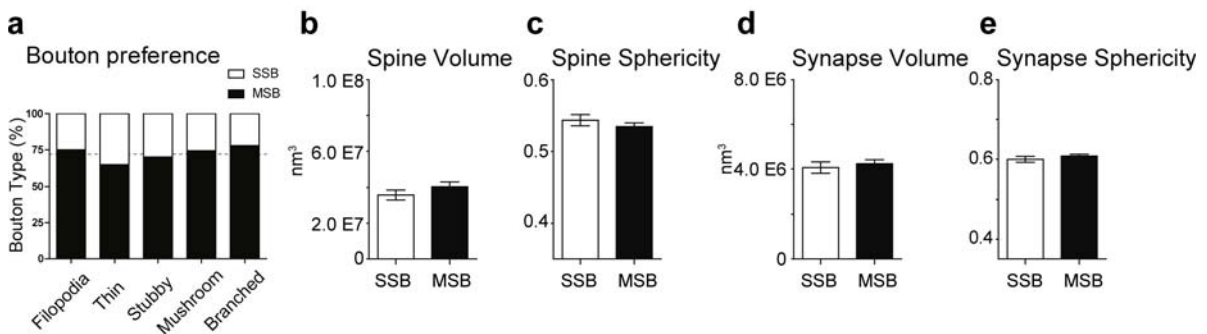 a
Bouton preference
SSB
MSB
Bouton Type (%)
100
75
50
25
0
Filopodia
Thin
Stubby
Mushroom
Branched
b
Spine Volume
nm³
1.0 E8
6.0 E7
2.0 E7
0
SSB MSB
c
Spine Sphericity
0.6
0.5
0.4
SSB MSB
d
Synapse Volume
nm³
8.0 E6
4.0 E6
0
SSB MSB
e
Synapse Sphericity
0.8
0.6
0.4
SSB MSB